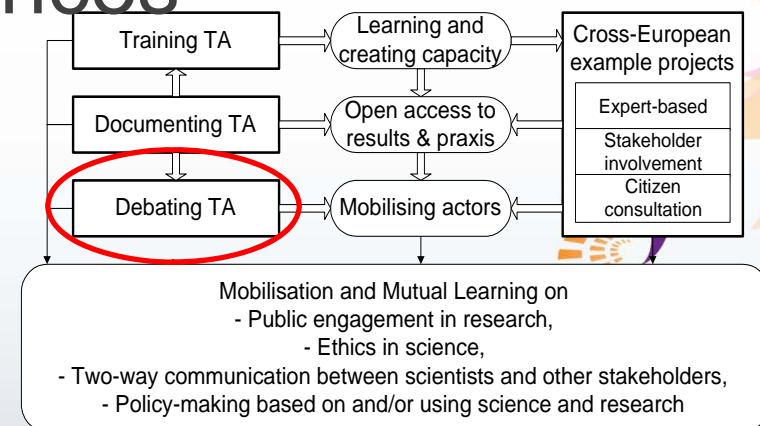 Training TA
Learning and
creating capacity
Cross-European
example projects
Expert-based
Stakeholder
involvement
Citizen
consultation
Documenting TA
Open access to
results & praxis
Debating TA
Mobilising actors
Mobilisation and Mutual Learning on
- Public engagement in research,
- Ethics in science,
- Two-way communication between scientists and other stakeholders,
- Policy-making based on and/or using science and research